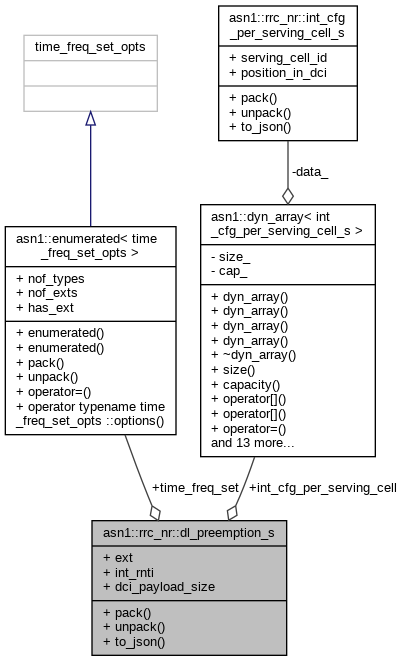 asn1::rrc_nr::int_cfg
_per_serving_cell_s
+ serving_cell_id
+ position_in_dci
+ pack()
+ unpack()
+ to_json()
time_freq_set_opts
-data_
asn1::dyn_array< int
_cfg_per_serving_cell_s >
- size_
- cap_
+ dyn_array()
+ dyn_array()
+ dyn_array()
+ dyn_array()
+ ~dyn_array()
+ size()
+ capacity()
+ operator[]()
+ operator[]()
+ operator=()
and 13 more...
asn1::enumerated< time
_freq_set_opts >
+ nof_types
+ nof_exts
+ has_ext
+ enumerated()
+ enumerated()
+ pack()
+ unpack()
+ operator=()
+ operator typename time
_freq_set_opts ::options()
+time_freq_set
+int_cfg_per_serving_cell
asn1::rrc_nr::dl_preemption_s
+ ext
+ int_rnti
+ dci_payload_size
+ pack()
+ unpack()
+ to_json()